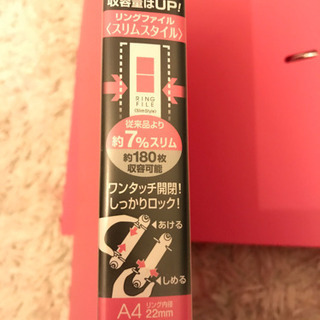 収容量はUP!
リングファイル
〈スリムスタイル〉
RING
FILE
従来品より
約7%スリム
約180枚
収容可能
ワンタッチ開閉!
しっかりロック!
あける
しめる
A4 リング内径
22mm